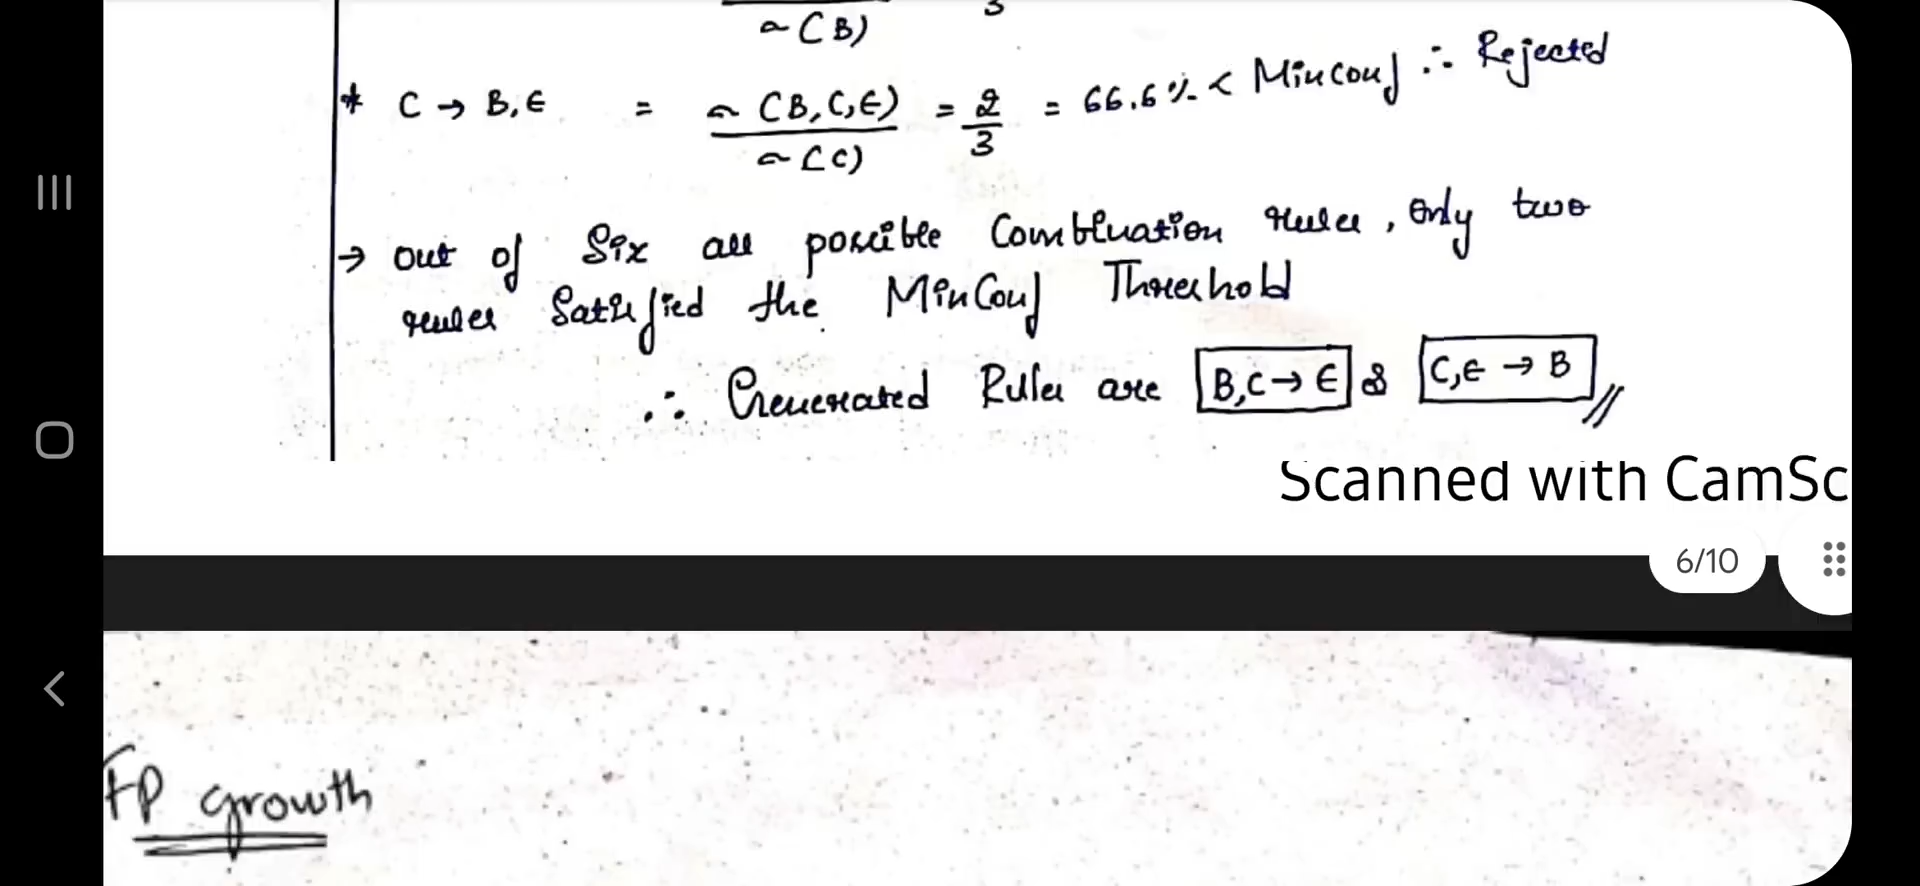 3
~(B)
* C → B,E = ~(B,C,E) / ~(C) = 2/3 = 66.6% < Minconf ∴ Rejected
→ out of Six all possible Combination rules, only two
rules Satisfied the MinConf Threshold
∴ Generated Rules are B,C → E & C,E → B
Scanned with CamSc
6/10
FP growth